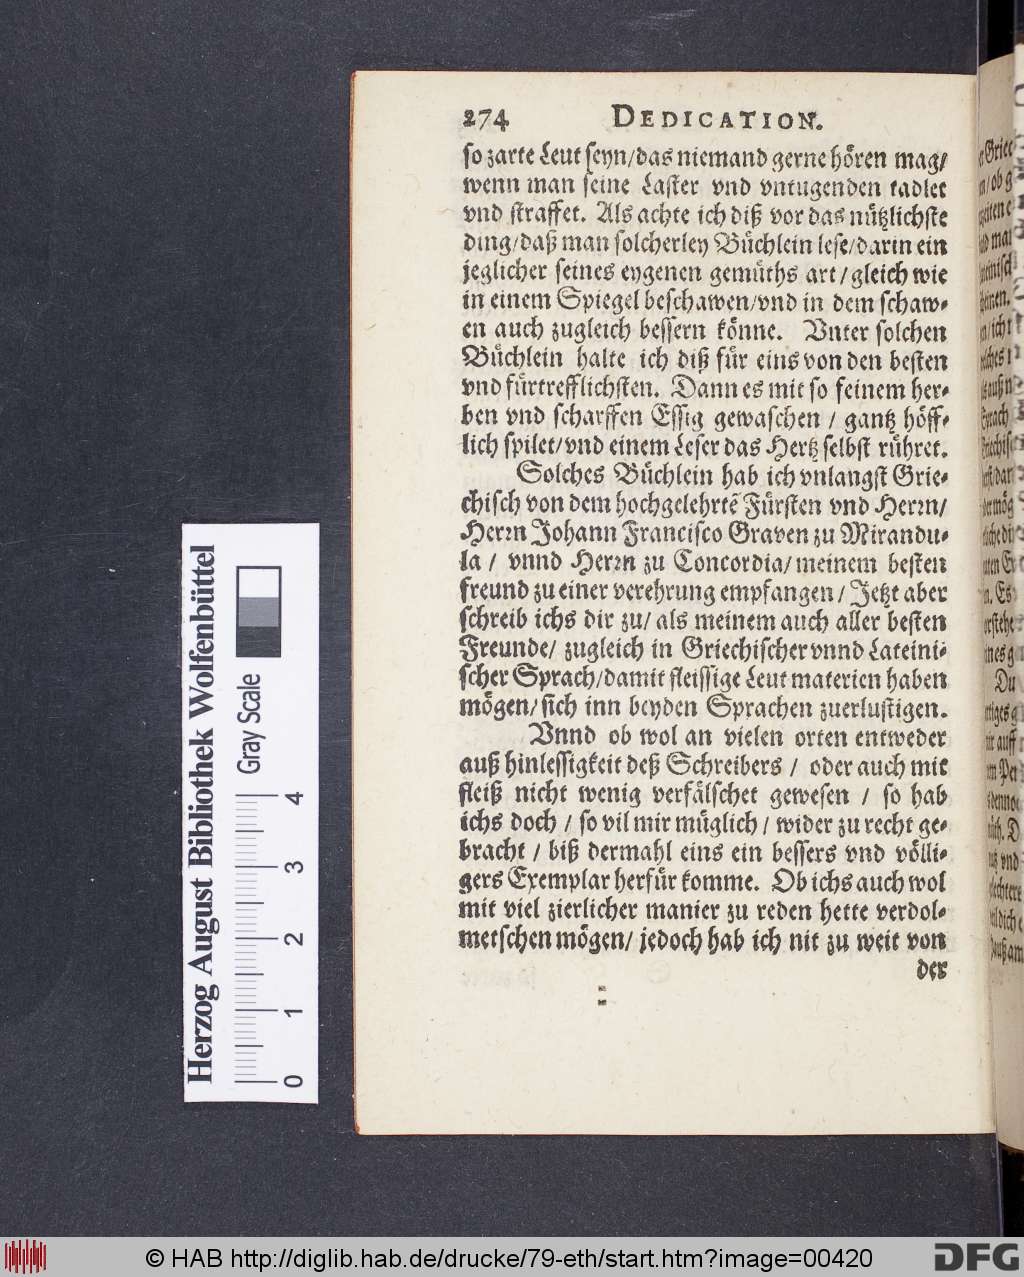 274 DEDICATION.
so zarte Leut seyn/das niemand gerne hören mag/
wenn man seine Laster vnd vntugenden tadlet
vnd straffet. Als achte ich diß vor das nützlichste
ding/daß man solcherley Büchlein lese/darin ein
jeglicher seines eygenen gemüths art/gleich wie
in einem Spiegel beschawen/vnd in dem schaw-
en auch zugleich bessern könne. Vnter solchen
Büchlein halte ich diß für eins von den besten
vnd fürtrefflichsten. Dann es mit so feinem her-
ben vnd scharffen Essig gewaschen / gantz höff-
lich spilet/vnd einem Leser das Hertz selbst rühret.
Solches Büchlein hab ich vnlangst Grie-
chisch von dem hochgelehrtē Fürsten vnd Herrn/
Herrn Johann Francisco Graven zu Mirandu-
la / vnnd Herrn zu Concordia/meinem besten
freund zu einer verehrung empfangen/ Jetzt aber
schreib ichs dir zu/ als meinem auch aller besten
Freunde/ zugleich in Griechischer vnnd Lateini-
scher Sprach/damit fleissige Leut materien haben
mögen/sich inn beyden Sprachen zuerlustigen.
Vnnd ob wol an vielen orten entweder
auß hinlessigkeit deß Schreibers / oder auch mit
fleiß nicht wenig verfälschet gewesen / so hab
ichs doch / so vil mir müglich / wider zu recht ge-
bracht / biß dermahl eins ein bessers vnd völli-
gers Exemplar herfür komme. Ob ichs auch wol
mit viel zierlicher manier zu reden hette verdol-
metschen mögen/ jedoch hab ich nit zu weit von
der
Herzog August Bibliothek Wolfenbüttel
Gray Scale
0 1 2 3 4
© HAB http://diglib.hab.de/drucke/79-eth/start.htm?image=00420
DFG